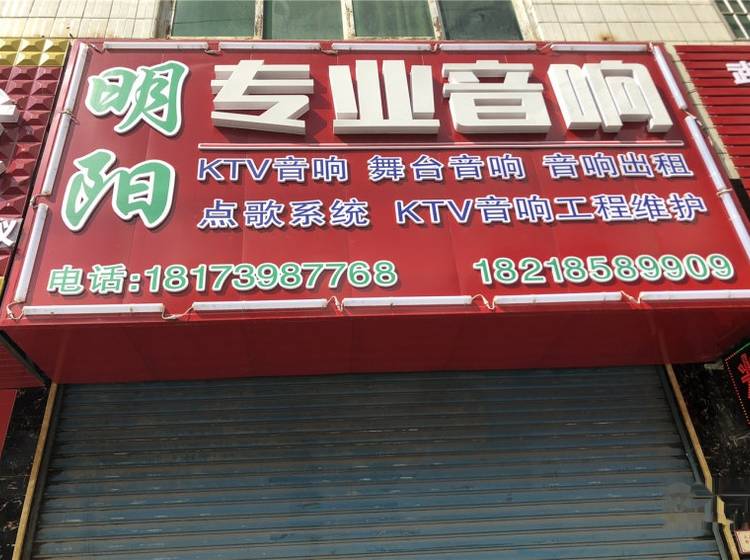 明阳
专业音响
KTV音响 舞台音响 音响出租
点歌系统 KTV音响工程维护
电话:18173987768 18218589909